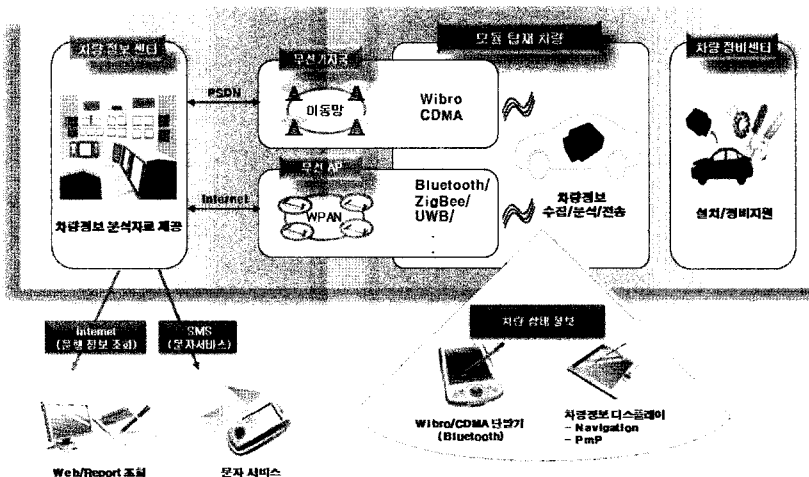 차량 정보 센터
무선기지국
모듈 탑재 차량
차량 정비센터
PSDN
이동망
Wibro
CDMA
무선 AP
Internet
WPAN
Bluetooth/
ZigBee/
UWB/
.
.
차량정보 분석자료 제공
차량정보
수집/분석/전송
설치/정비지원
Internet
(운행 정보 조회)
SMS
(문자서비스)
차량 상태 정보
Wibro/CDMA 단말기
(Bluetooth)
차량정보 디스플레이
- Navigation
- PmP
Web/Report 조회
문자 서비스